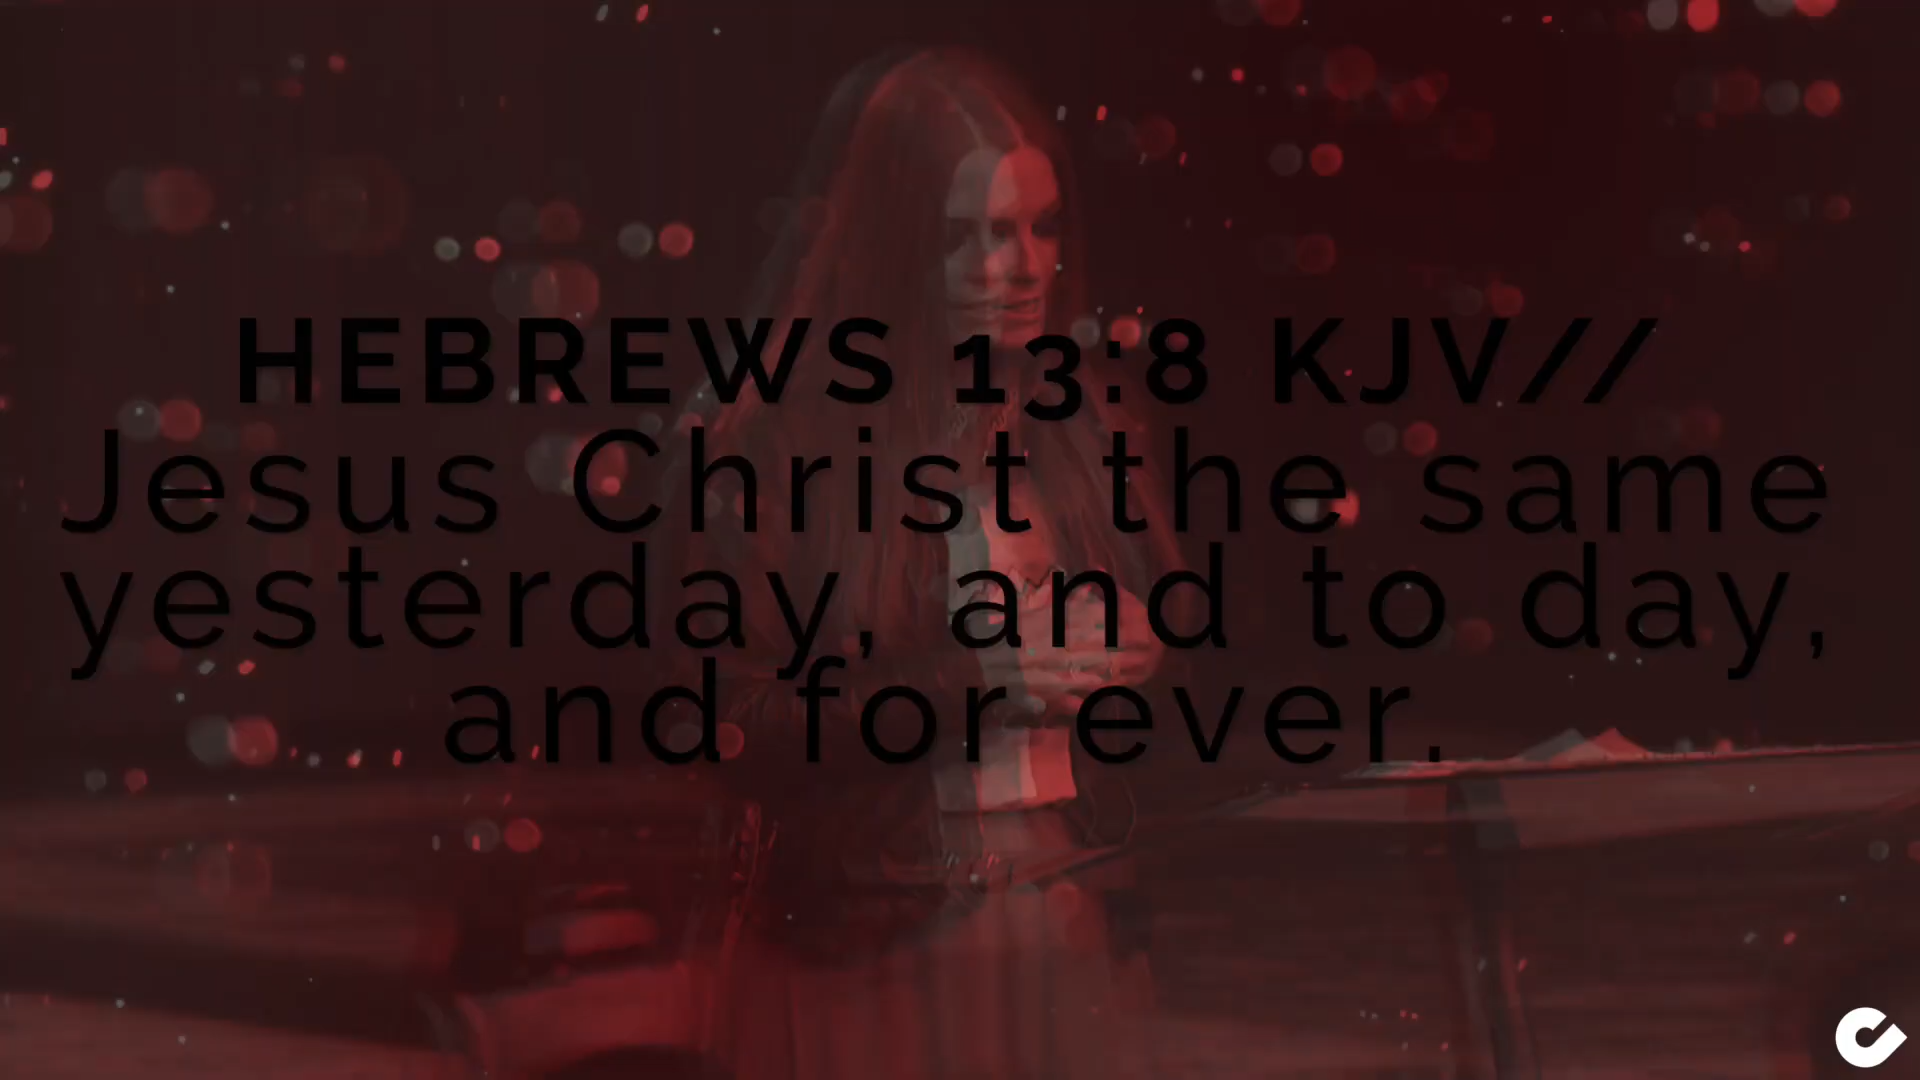 HEBREWS 13:8 KJV//
Jesus Christ the same
yesterday, and to day,
and for ever.